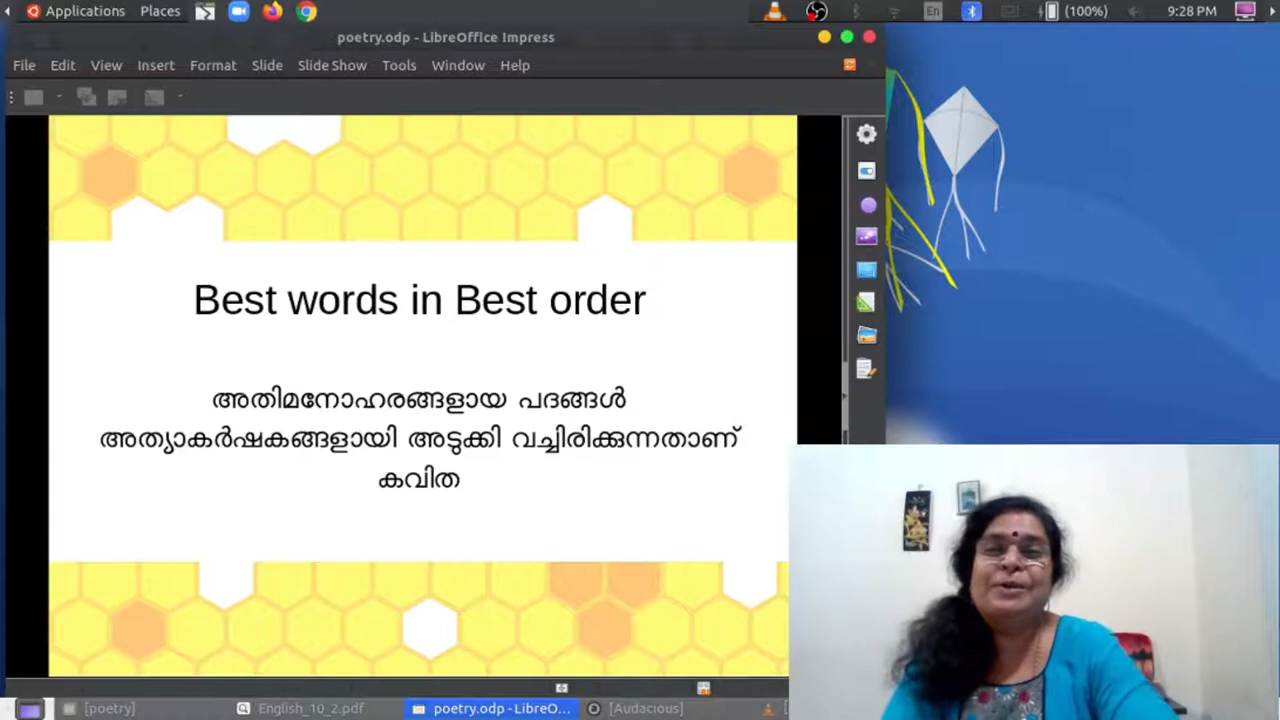 Applications Places En (100%) 9:28 PM
poetry.odp - LibreOffice Impress
File Edit View Insert Format Slide Slide Show Tools Window Help
Best words in Best order
അതിമനോഹരങ്ങളായ പദങ്ങൾ
അത്യാകർഷകങ്ങളായി അടുക്കി വച്ചിരിക്കുന്നതാണ്
കവിത
[poetry] English_10_2.pdf poetry.odp - LibreO... [Audacious] [